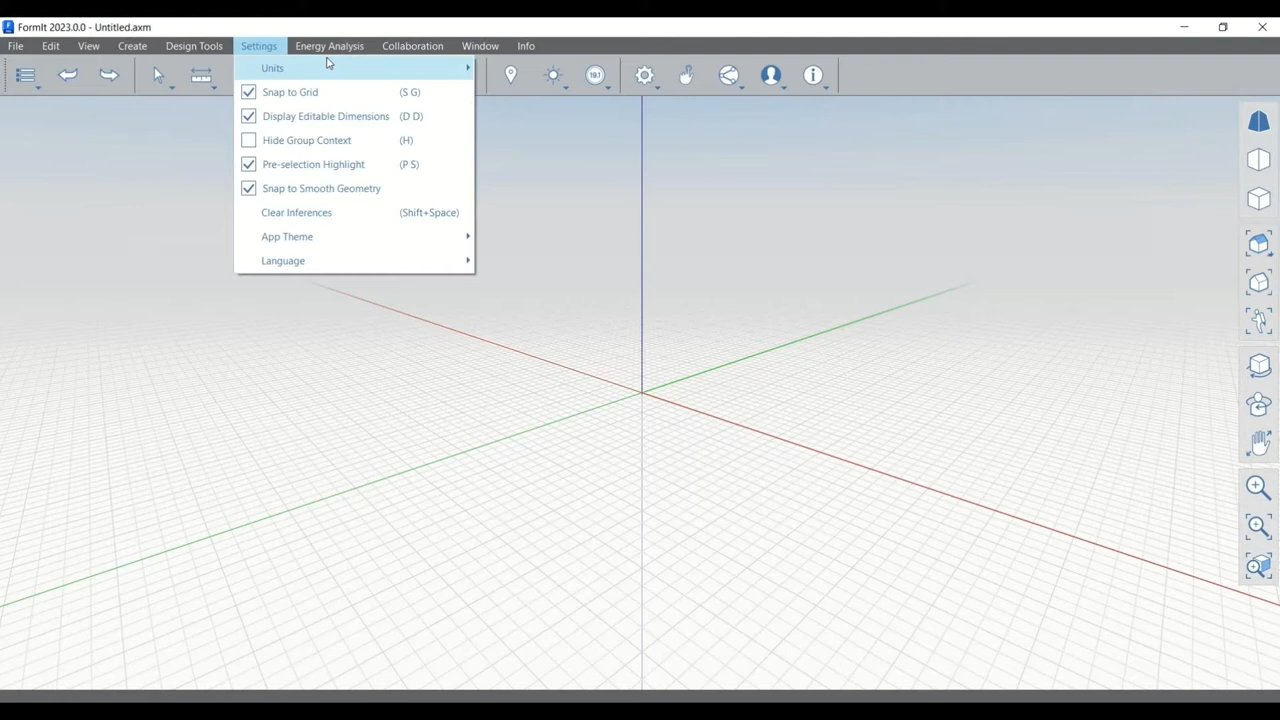 FormIt 2023.0.0 - Untitled.axm
File Edit View Create Design Tools Settings Energy Analysis Collaboration Window Info
19.1
Units
Snap to Grid (S G)
Display Editable Dimensions (D D)
Hide Group Context (H)
Pre-selection Highlight (P S)
Snap to Smooth Geometry
Clear Inferences (Shift+Space)
App Theme
Language